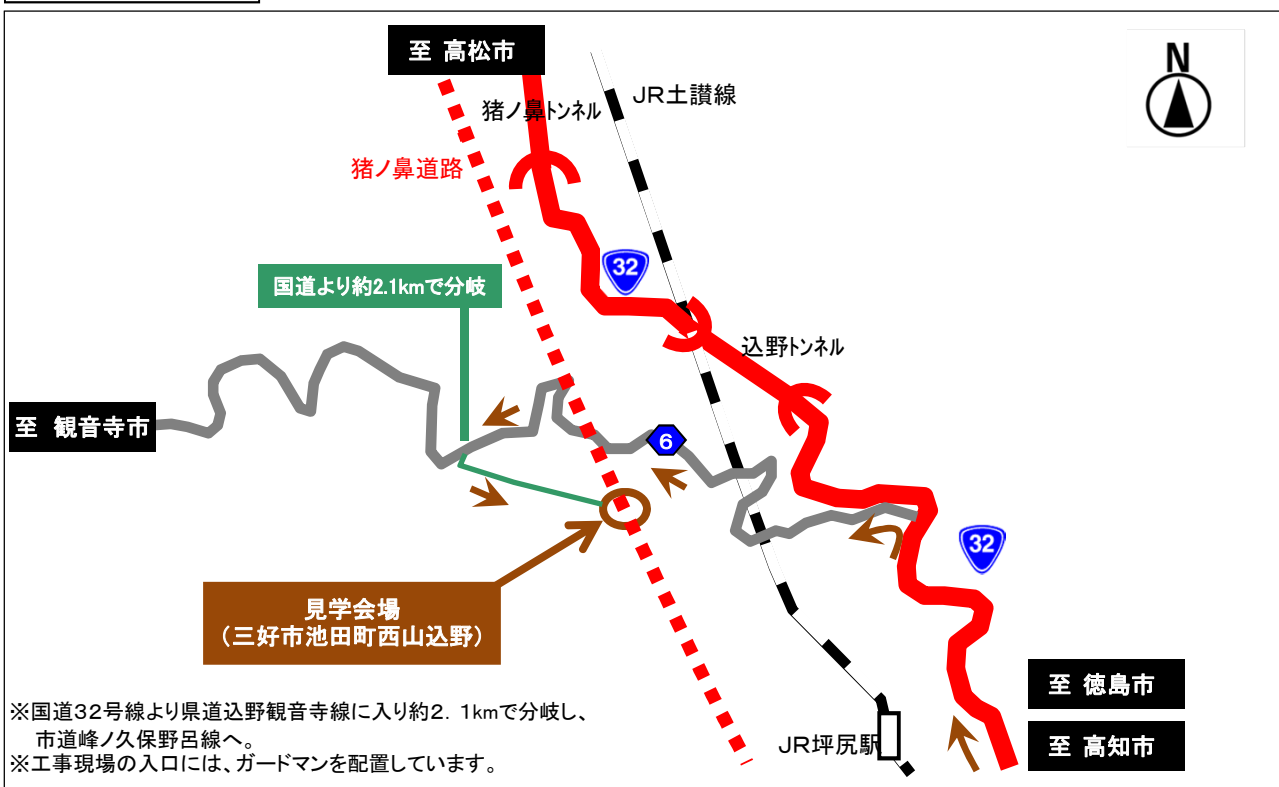 至 高松市
N
JR土讃線
猪ノ鼻トンネル
猪ノ鼻道路
32
国道より約2.1kmで分岐
込野トンネル
至 観音寺市
6
32
見学会場
(三好市池田町西山込野)
至 徳島市
至 高知市
JR坪尻駅
※国道32号線より県道込野観音寺線に入り約2.1kmで分岐し、
市道峰ノ久保野呂線へ。
※工事現場の入口には、ガードマンを配置しています。